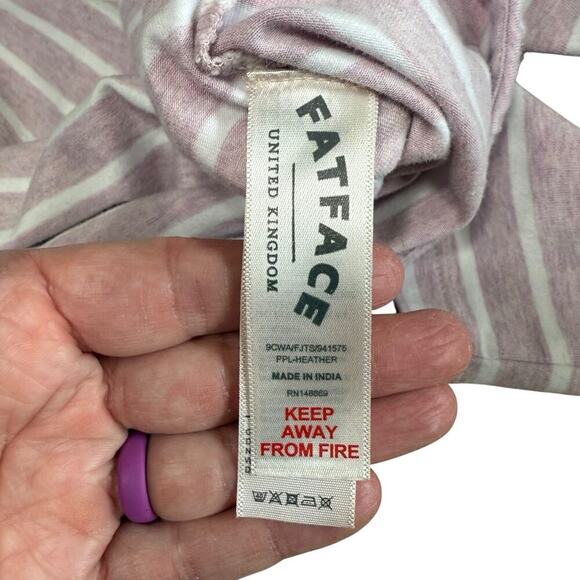 FATFACE
UNITED KINGDOM
9CWA/FJTS/941575
PPL-HEATHER
MADE IN INDIA
RN148869
KEEP
AWAY
FROM FIRE